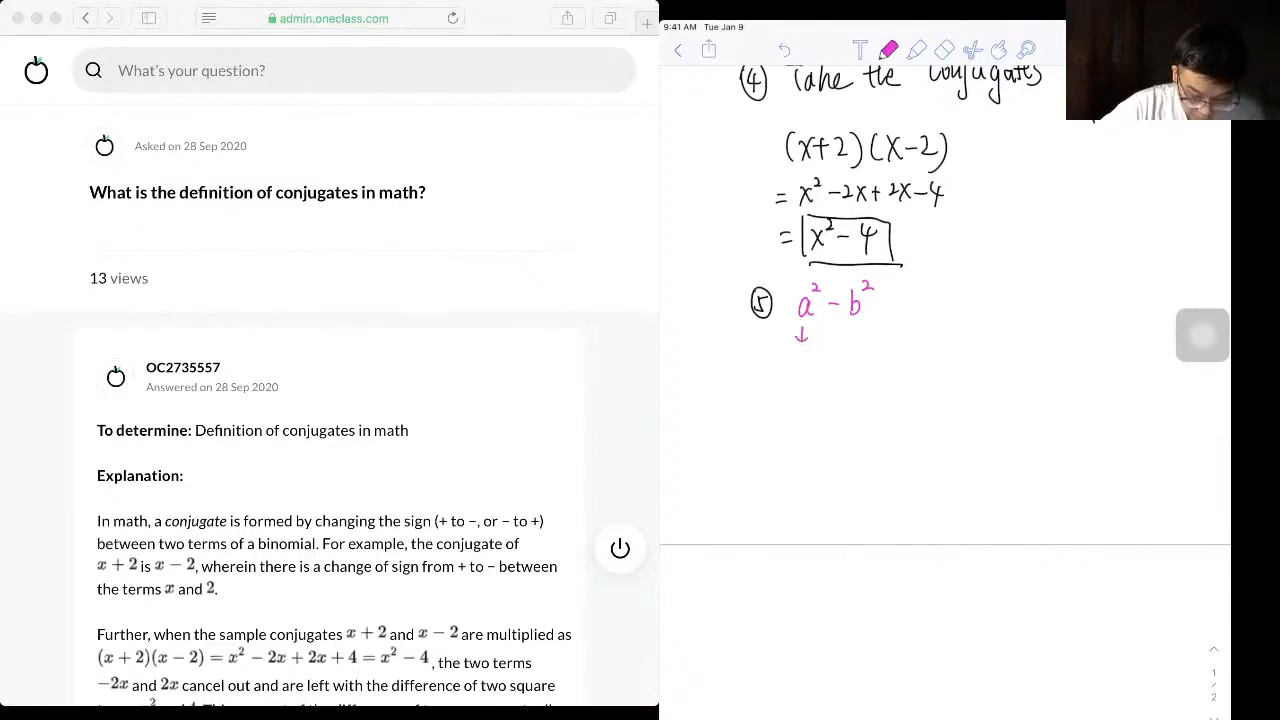 admin.oneclass.com
What's your question?
Asked on 28 Sep 2020
What is the definition of conjugates in math?
13 views
OC2735557
Answered on 28 Sep 2020
To determine: Definition of conjugates in math
Explanation:
In math, a conjugate is formed by changing the sign (+ to −, or − to +)
between two terms of a binomial. For example, the conjugate of
x + 2 is x − 2, wherein there is a change of sign from + to − between
the terms x and 2.
Further, when the sample conjugates x + 2 and x − 2 are multiplied as
(x + 2)(x − 2) = x² − 2x + 2x + 4 = x² − 4, the two terms
−2x and 2x cancel out and are left with the difference of two square
9:41 AM Tue Jan 9
(4) Take the conjugates
(x+2)(x-2)
= x² -2x+2x-4
= x² - 4
⑤ a² - b²
↓
1
/
2